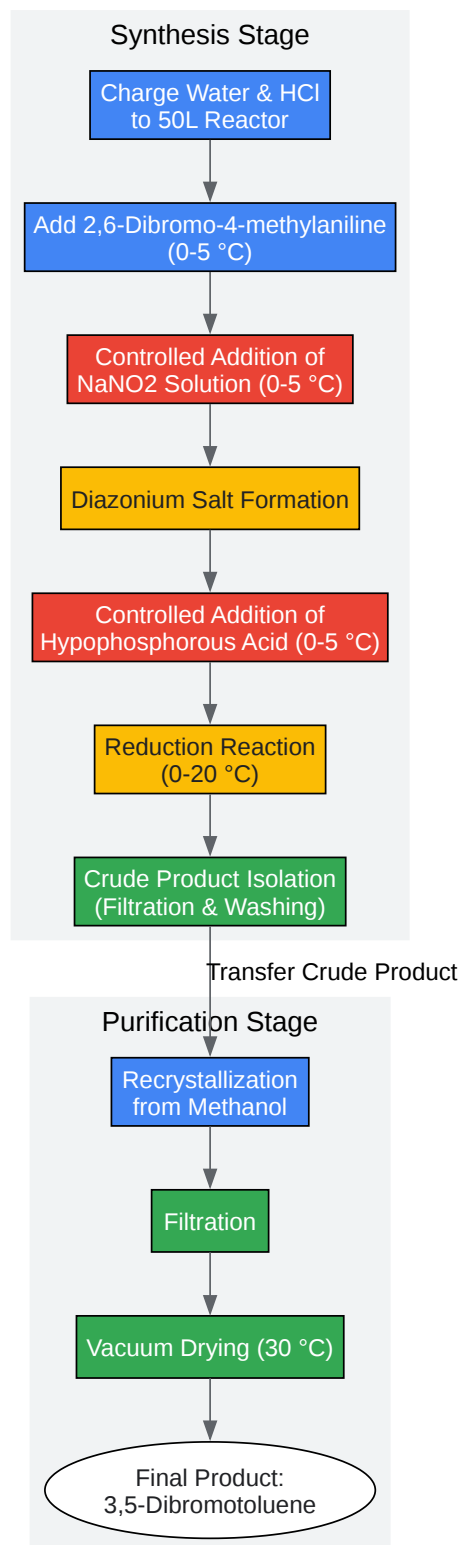 Synthesis Stage
Charge Water & HCl
to 50L Reactor
Add 2,6-Dibromo-4-methylaniline
(0-5 °C)
Controlled Addition of
NaNO2 Solution (0-5 °C)
Diazonium Salt Formation
Controlled Addition of
Hypophosphorous Acid (0-5 °C)
Reduction Reaction
(0-20 °C)
Crude Product Isolation
(Filtration & Washing)
Transfer Crude Product
Purification Stage
Recrystallization
from Methanol
Filtration
Vacuum Drying (30 °C)
Final Product:
3,5-Dibromotoluene